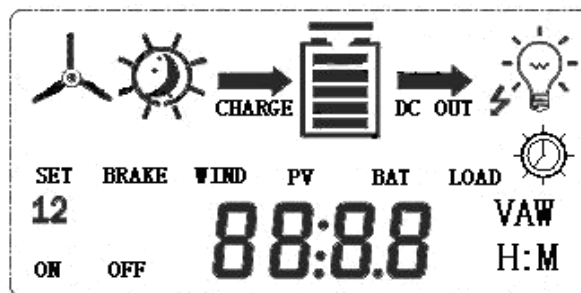 CHARGE DC OUT
SET BRAKE WIND PV BAT LOAD
12 88:8.8 VAW
H:M
ON OFF